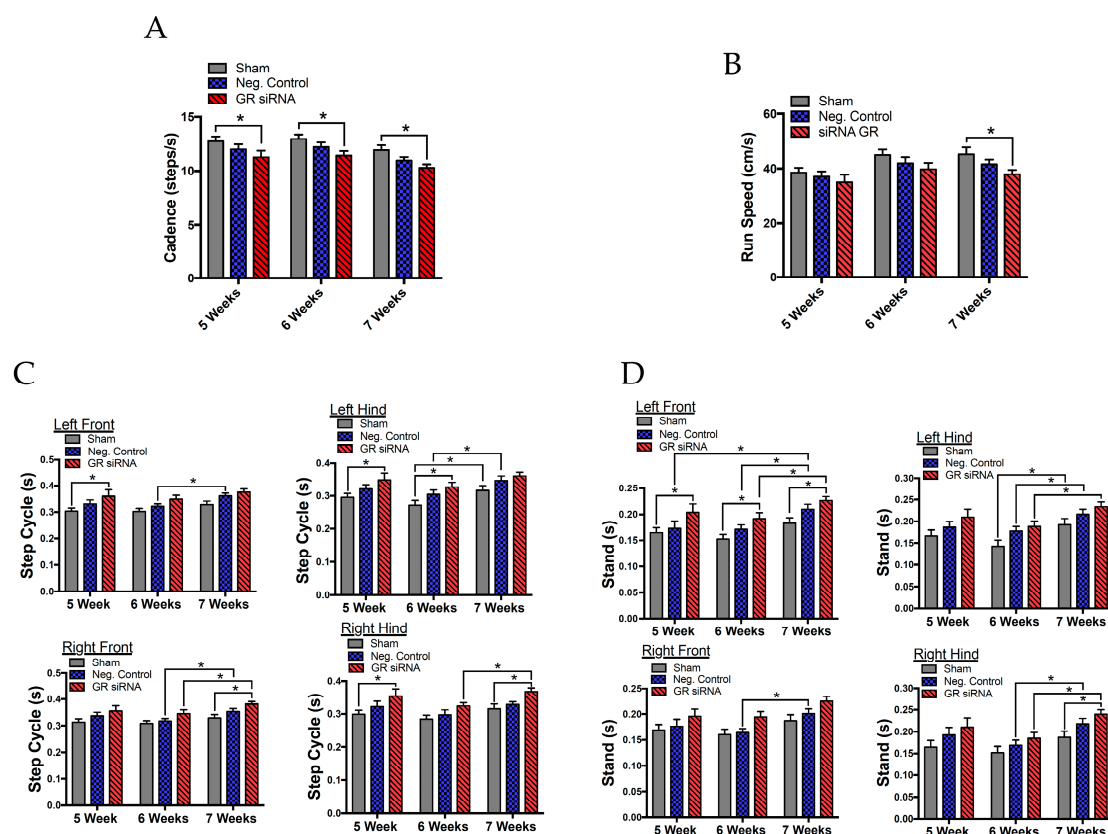 A
Sham
Neg. Control
GR siRNA
Cadence (steps/s)
15
10
5
0
*
*
*
5 Weeks
6 Weeks
7 Weeks
B
Sham
Neg. Control
siRNA GR
Run Speed (cm/s)
60
40
20
0
*
5 Weeks
6 Weeks
7 Weeks
C
Left Front
Sham
Neg. Control
GR siRNA
Step Cycle (s)
0.5
0.4
0.3
0.2
0.1
0.0
*
*
5 Week
6 Weeks
7 Weeks
Left Hind
Sham
Neg. Control
GR siRNA
Step Cycle (s)
0.4
0.3
0.2
0.1
0.0
*
*
*
*
5 Week
6 Weeks
7 Weeks
Right Front
Sham
Neg. Control
GR siRNA
Step Cycle (s)
0.5
0.4
0.3
0.2
0.1
0.0
*
*
*
5 Week
6 Weeks
7 Weeks
Right Hind
Sham
Neg. Control
GR siRNA
Step Cycle (s)
0.4
0.3
0.2
0.1
0.0
*
*
*
5 Week
6 Weeks
7 Weeks
D
Left Front
Sham
Neg. Control
GR siRNA
Stand (s)
0.25
0.20
0.15
0.10
0.05
0.00
*
*
*
*
*
*
5 Week
6 Weeks
7 Weeks
Left Hind
Sham
Neg. Control
GR siRNA
Stand (s)
0.30
0.25
0.20
0.15
0.10
0.05
0.00
*
*
*
5 Week
6 Weeks
7 Weeks
Right Front
Sham
Neg. Control
GR siRNA
Stand (s)
0.25
0.20
0.15
0.10
0.05
0.00
*
5 Week
6 Weeks
7 Weeks
Right Hind
Sham
Neg. Control
GR siRNA
Stand (s)
0.30
0.25
0.20
0.15
0.10
0.05
0.00
*
*
*
5 Week
6 Weeks
7 Weeks